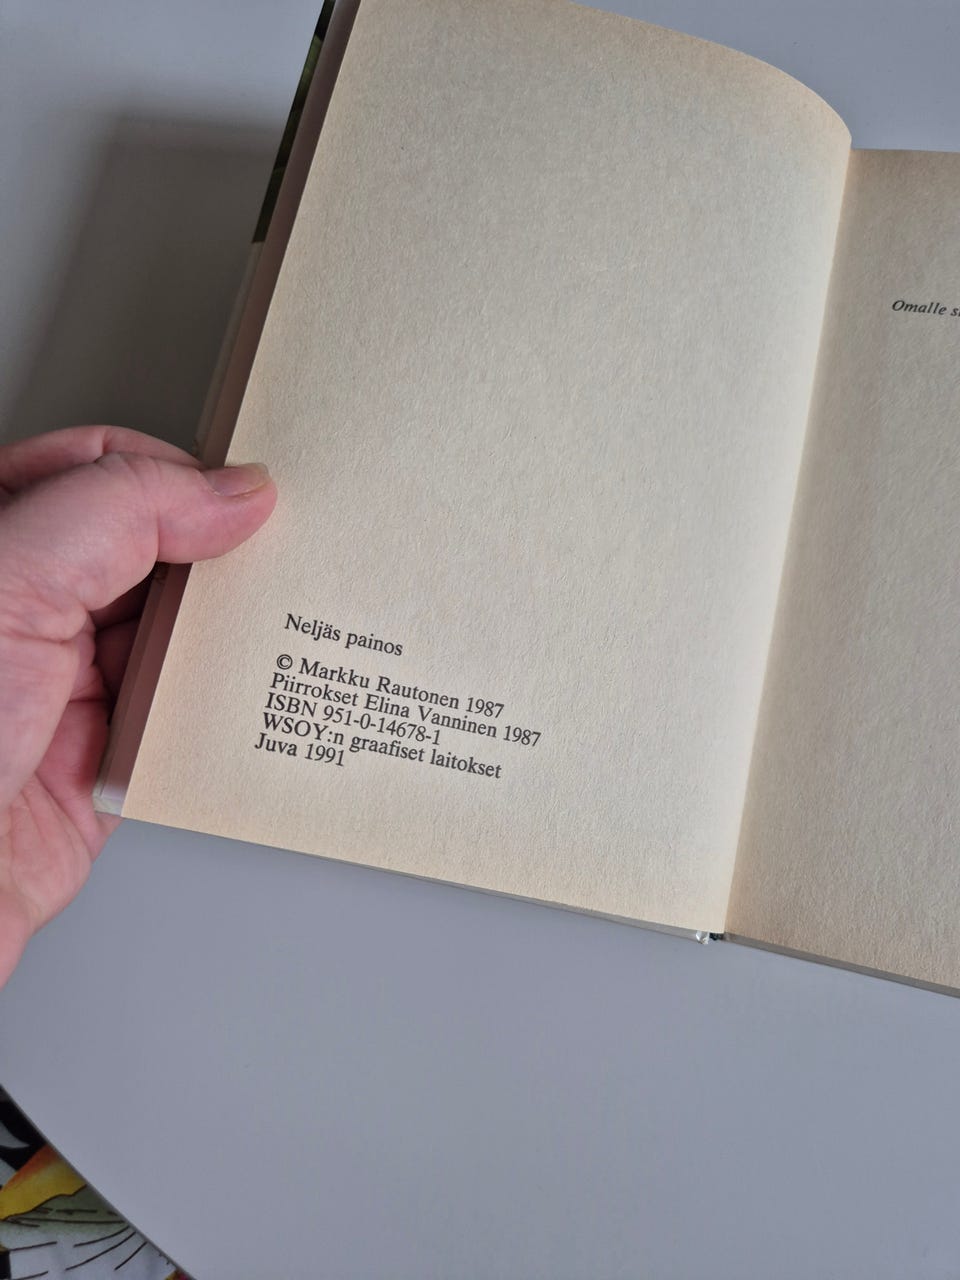 Neljäs painos
© Markku Rautonen 1987
Piirrokset Elina Vanninen 1987
ISBN 951-0-14678-1
WSOY:n graafiset laitokset
Juva 1991
Omalle